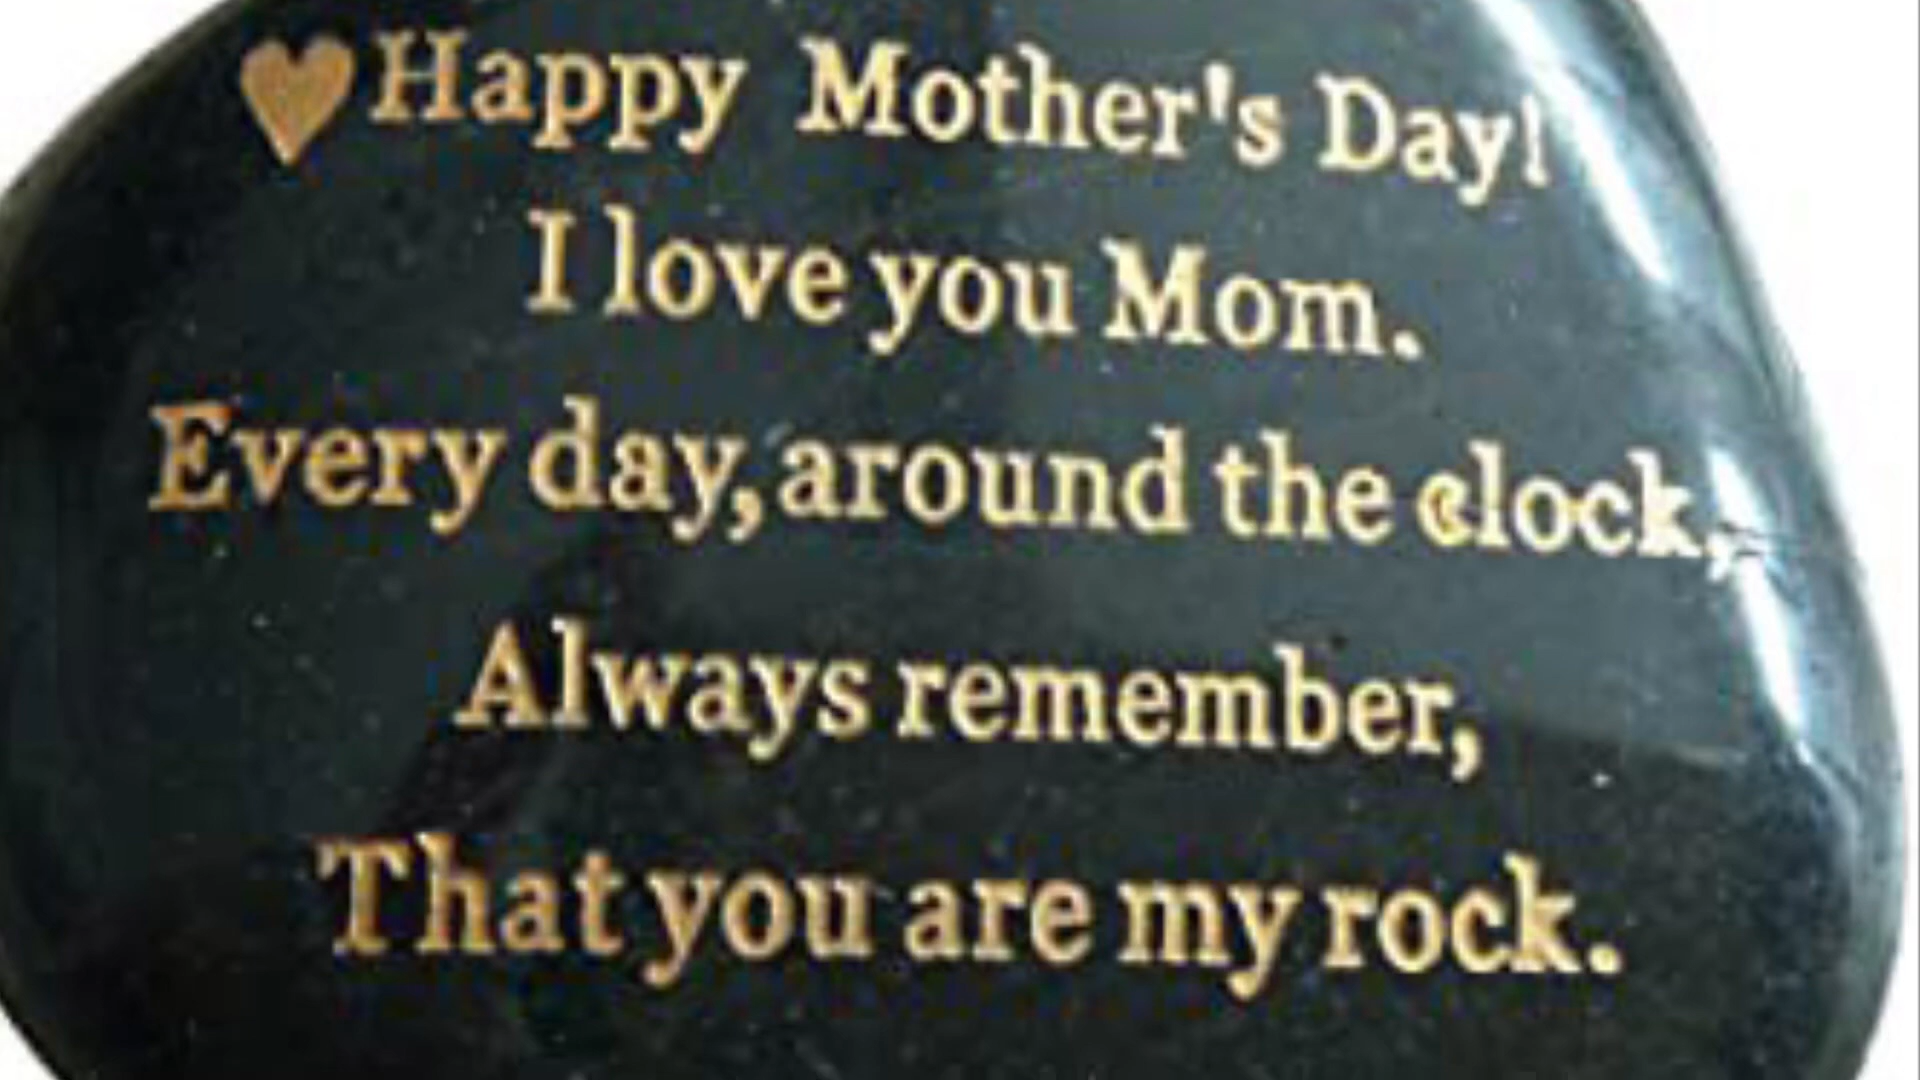 ♥Happy Mother's Day!
I love you Mom.
Every day,around the clock,
Always remember,
That you are my rock.